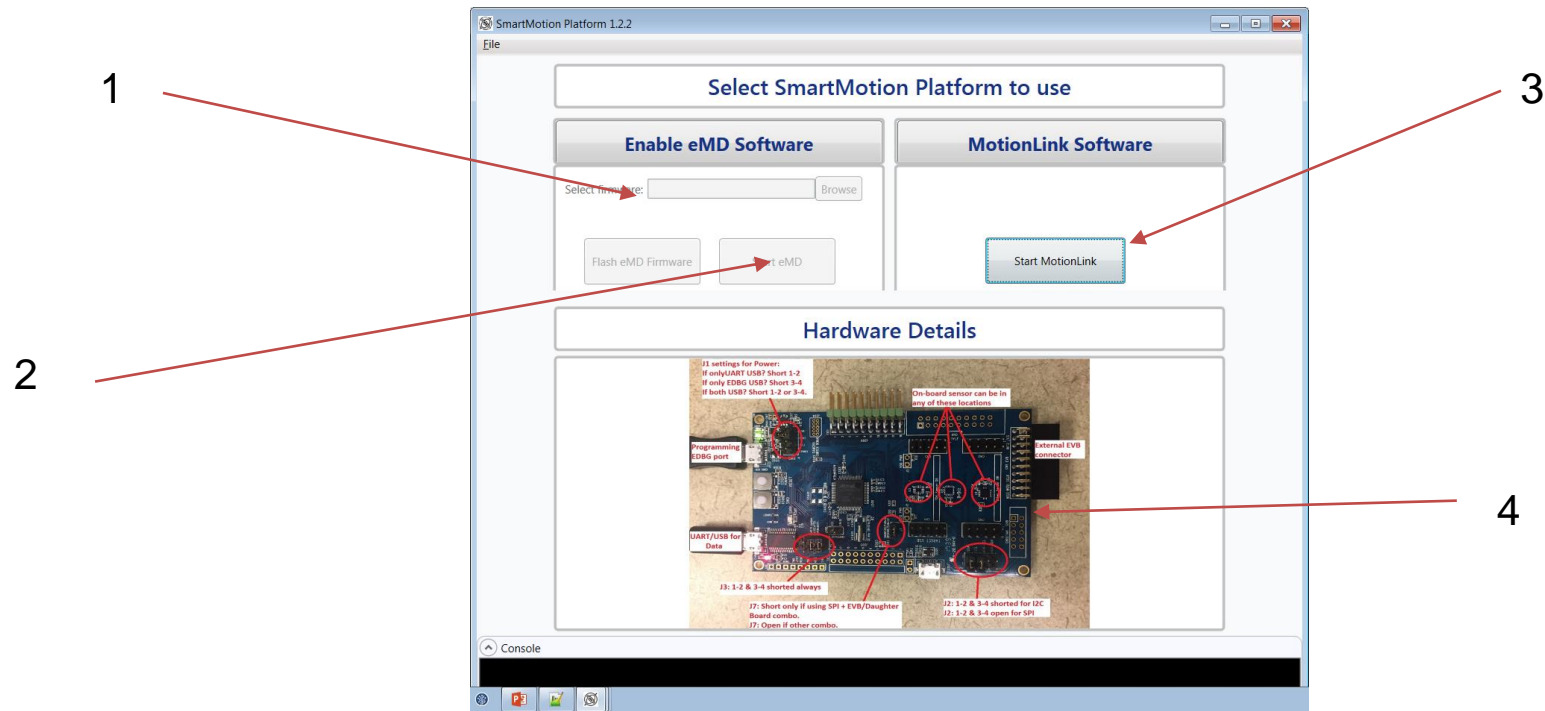 SmartMotion Platform 1.2.2
File
1
3
Select SmartMotion Platform to use
Enable eMD Software
MotionLink Software
Select firmware:
Browse
Flash eMD Firmware
eMD
Start MotionLink
2
Hardware Details
J1 settings for Power:
If onlyUART USB? Short 1-2
If only EDBG USB? Short 3-4
If both USB? Short 1-2 or 3-4.
On-board sensor can be in
any of these locations
Programming
EDBG port
External EVB
connector
4
UART/USB for
Data
J3: 1-2 & 3-4 shorted always
J7: Short only if using SPI + EVB/Daughter
Board combo.
J7: Open if other combo.
J2: 1-2 & 3-4 shorted for I2C
J2: 1-2 & 3-4 open for SPI
Console